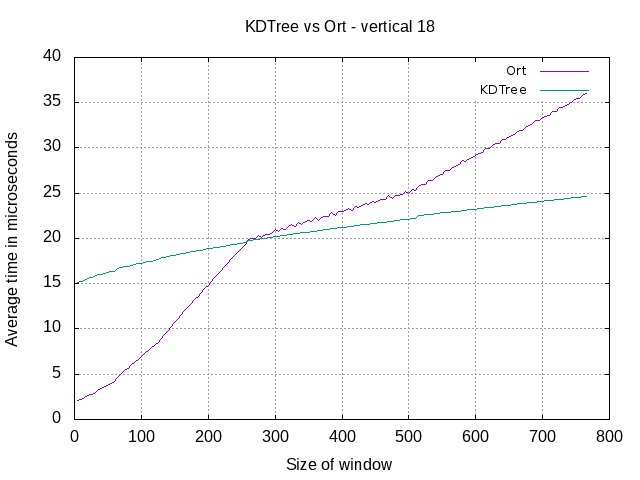 KDTree vs Ort - vertical 18
Ort
KDTree
Average time in microseconds
40
35
30
25
20
15
10
5
0
0 100 200 300 400 500 600 700 800
Size of window